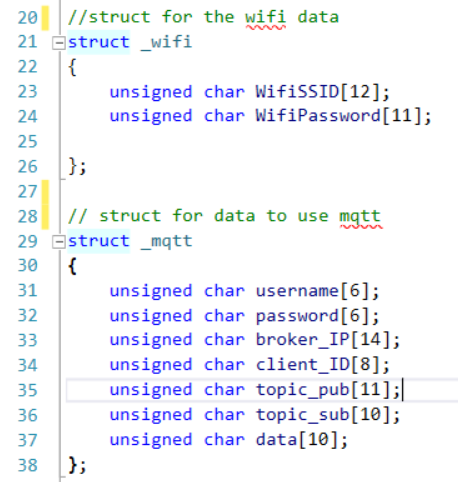 20 //struct for the wifi data
21 struct _wifi
22 {
23 unsigned char WifiSSID[12];
24 unsigned char WifiPassword[11];
25
26 };
27
28 // struct for data to use mqtt
29 struct _mqtt
30 {
31 unsigned char username[6];
32 unsigned char password[6];
33 unsigned char broker_IP[14];
34 unsigned char client_ID[8];
35 unsigned char topic_pub[11];
36 unsigned char topic_sub[10];
37 unsigned char data[10];
38 };